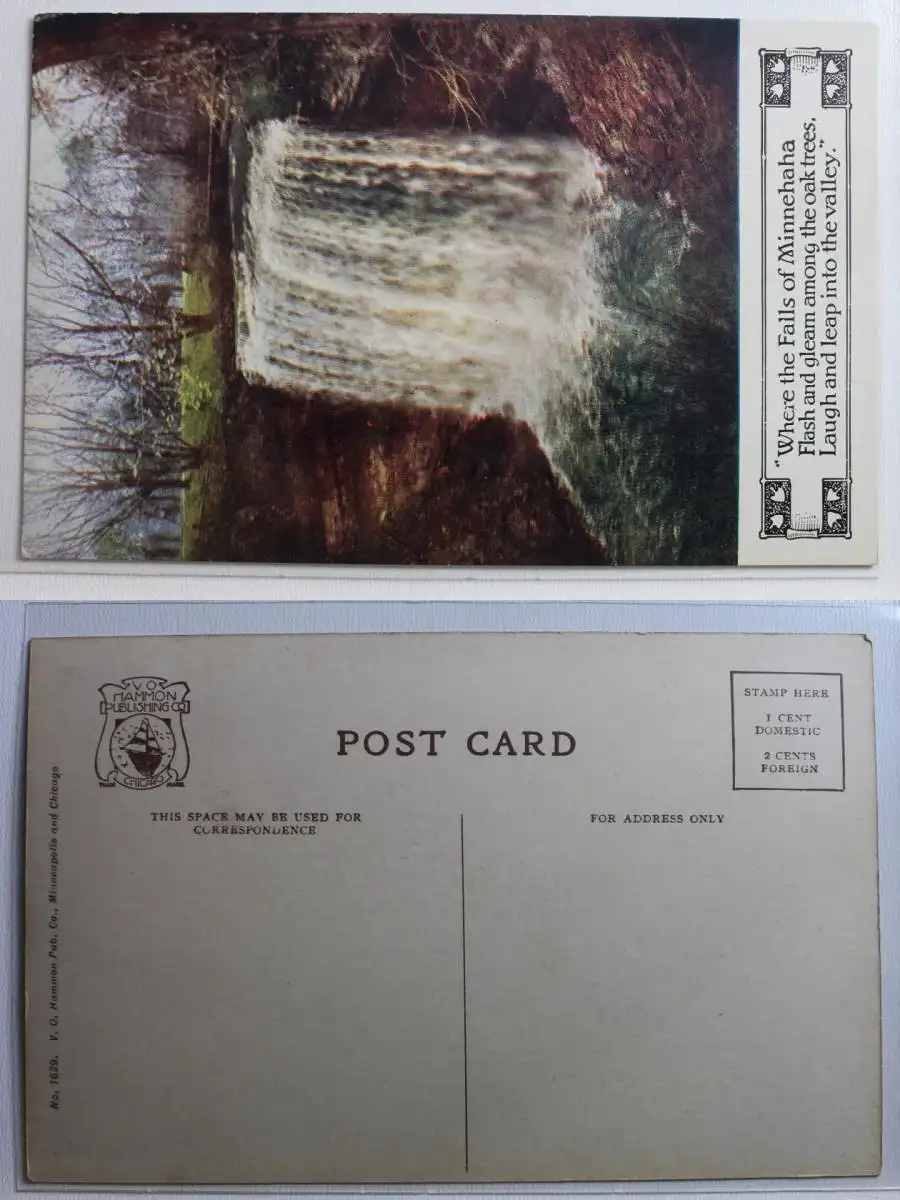 "Where the Falls of Minnehaha
Flash and gleam among the oak trees,
Laugh and leap into the valley."
V. O.
HAMMON
PUBLISHING CO
CHICAGO
TRADE MARK
POST CARD
STAMP HERE
1 CENT
DOMESTIC
2 CENTS
FOREIGN
THIS SPACE MAY BE USED FOR
CORRESPONDENCE
FOR ADDRESS ONLY
No. 1629. V. O. Hammon Pub. Co., Minneapolis and Chicago